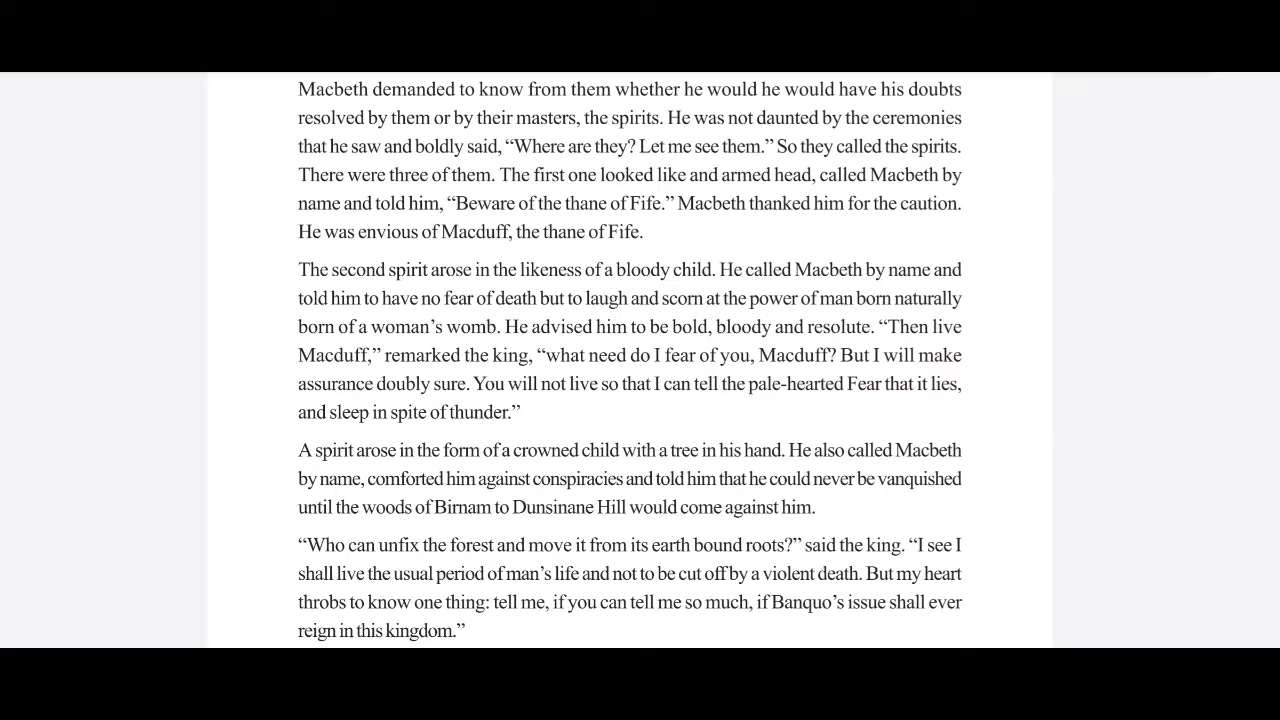 Macbeth demanded to know from them whether he would he would have his doubts
resolved by them or by their masters, the spirits. He was not daunted by the ceremonies
that he saw and boldly said, “Where are they? Let me see them.” So they called the spirits.
There were three of them. The first one looked like and armed head, called Macbeth by
name and told him, “Beware of the thane of Fife.” Macbeth thanked him for the caution.
He was envious of Macduff, the thane of Fife.
The second spirit arose in the likeness of a bloody child. He called Macbeth by name and
told him to have no fear of death but to laugh and scorn at the power of man born naturally
born of a woman’s womb. He advised him to be bold, bloody and resolute. “Then live
Macduff,” remarked the king, “what need do I fear of you, Macduff? But I will make
assurance doubly sure. You will not live so that I can tell the pale-hearted Fear that it lies,
and sleep in spite of thunder.”
A spirit arose in the form of a crowned child with a tree in his hand. He also called Macbeth
by name, comforted him against conspiracies and told him that he could never be vanquished
until the woods of Birnam to Dunsinane Hill would come against him.
“Who can unfix the forest and move it from its earth bound roots?” said the king. “I see I
shall live the usual period of man’s life and not to be cut off by a violent death. But my heart
throbs to know one thing: tell me, if you can tell me so much, if Banquo’s issue shall ever
reign in this kingdom.”